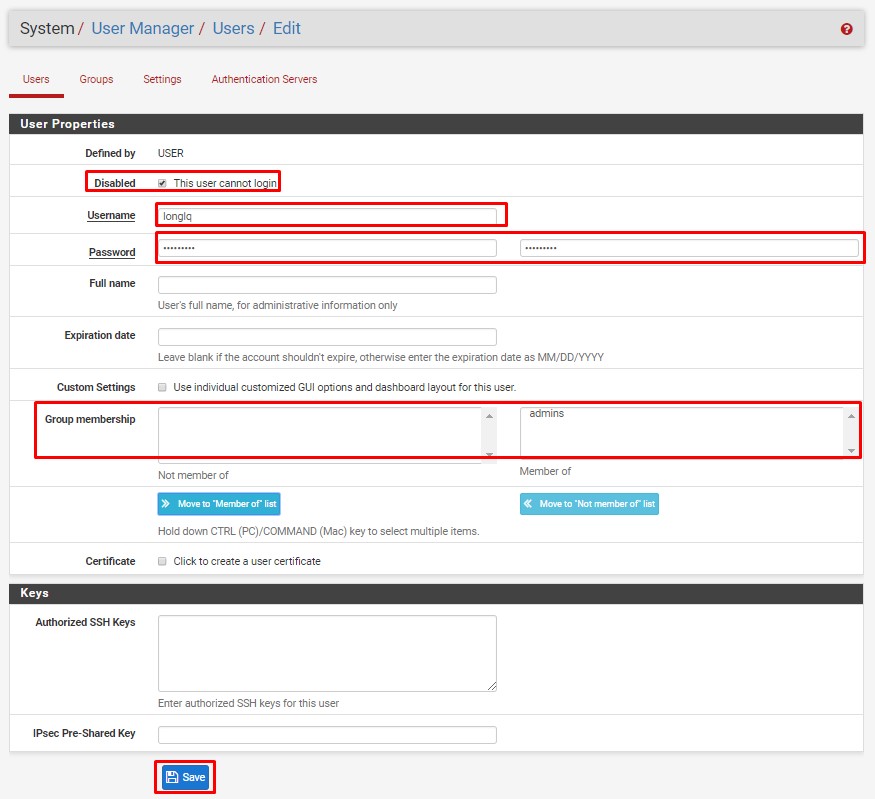 System / User Manager / Users / Edit
Users Groups Settings Authentication Servers
User Properties
Defined by USER
Disabled This user cannot login
Username longlq
Password ••••••••• •••••••••
Full name
User's full name, for administrative information only
Expiration date
Leave blank if the account shouldn't expire, otherwise enter the expiration date as MM/DD/YYYY
Custom Settings Use individual customized GUI options and dashboard layout for this user.
Group membership admins
Not member of Member of
Move to "Member of" list Move to "Not member of" list
Hold down CTRL (PC)/COMMAND (Mac) key to select multiple items.
Certificate Click to create a user certificate
Keys
Authorized SSH Keys
Enter authorized SSH keys for this user
IPsec Pre-Shared Key
Save